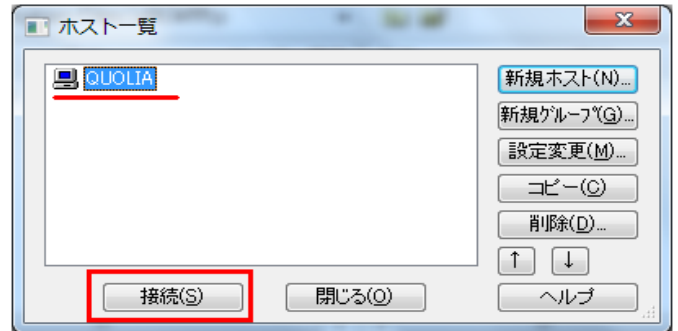 ホスト一覧
QUOLIA
新規ホスト(N)...
新規ｸﾞﾙｰﾌﾟ(G)...
設定変更(M)...
コピー(C)
削除(D)...
↑ ↓
接続(S) 閉じる(O) ヘルプ